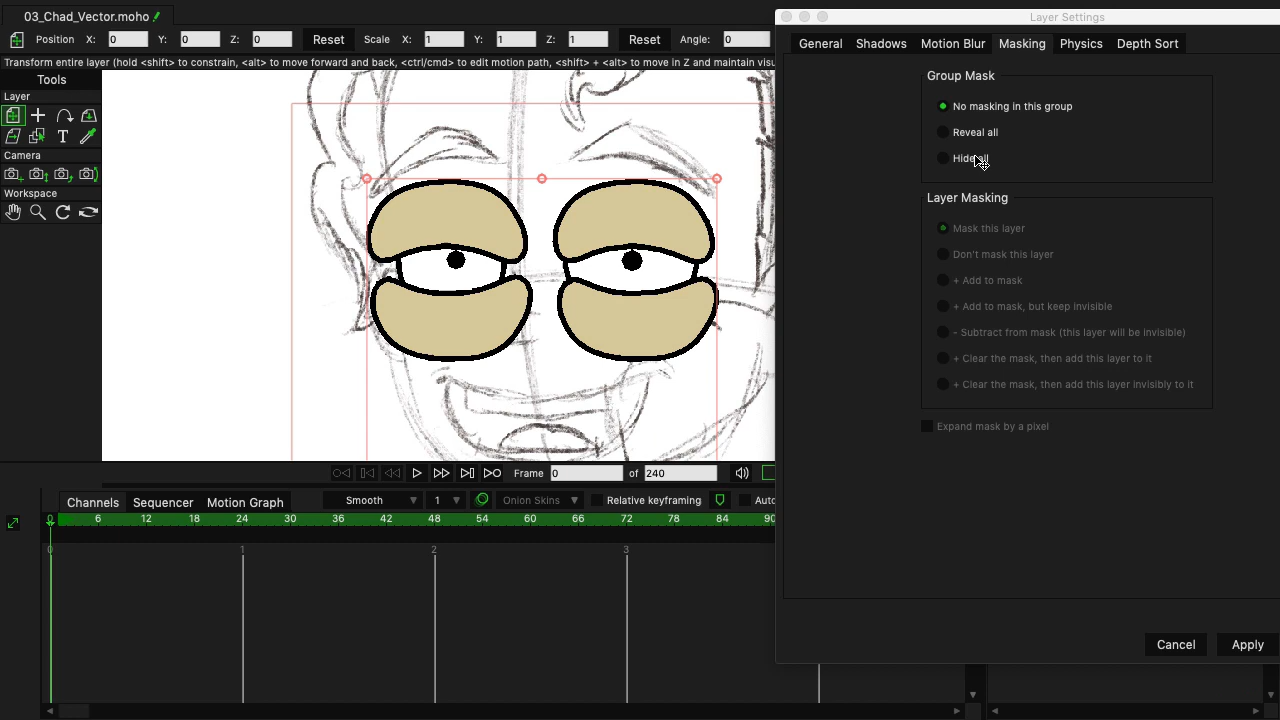 03_Chad_Vector.moho
Layer Settings
Position X: 0 Y: 0 Z: 0 Reset Scale X: 1 Y: 1 Z: 1 Reset Angle: 0
General Shadows Motion Blur Masking Physics Depth Sort
Transform entire layer (hold <shift> to constrain, <alt> to move forward and back, <ctrl/cmd> to edit motion path, <shift> + <alt> to move in Z and maintain visu
Tools
Layer
Camera
Workspace
Group Mask
No masking in this group
Reveal all
Hide all
Layer Masking
Mask this layer
Don't mask this layer
+ Add to mask
+ Add to mask, but keep invisible
- Subtract from mask (this layer will be invisible)
+ Clear the mask, then add this layer to it
+ Clear the mask, then add this layer invisibly to it
Expand mask by a pixel
Cancel Apply
Frame 0 of 240
Channels Sequencer Motion Graph Smooth 1 Onion Skins Relative keyframing Auto
0 6 12 18 24 30 36 42 48 54 60 66 72 78 84 90
0 1 2 3